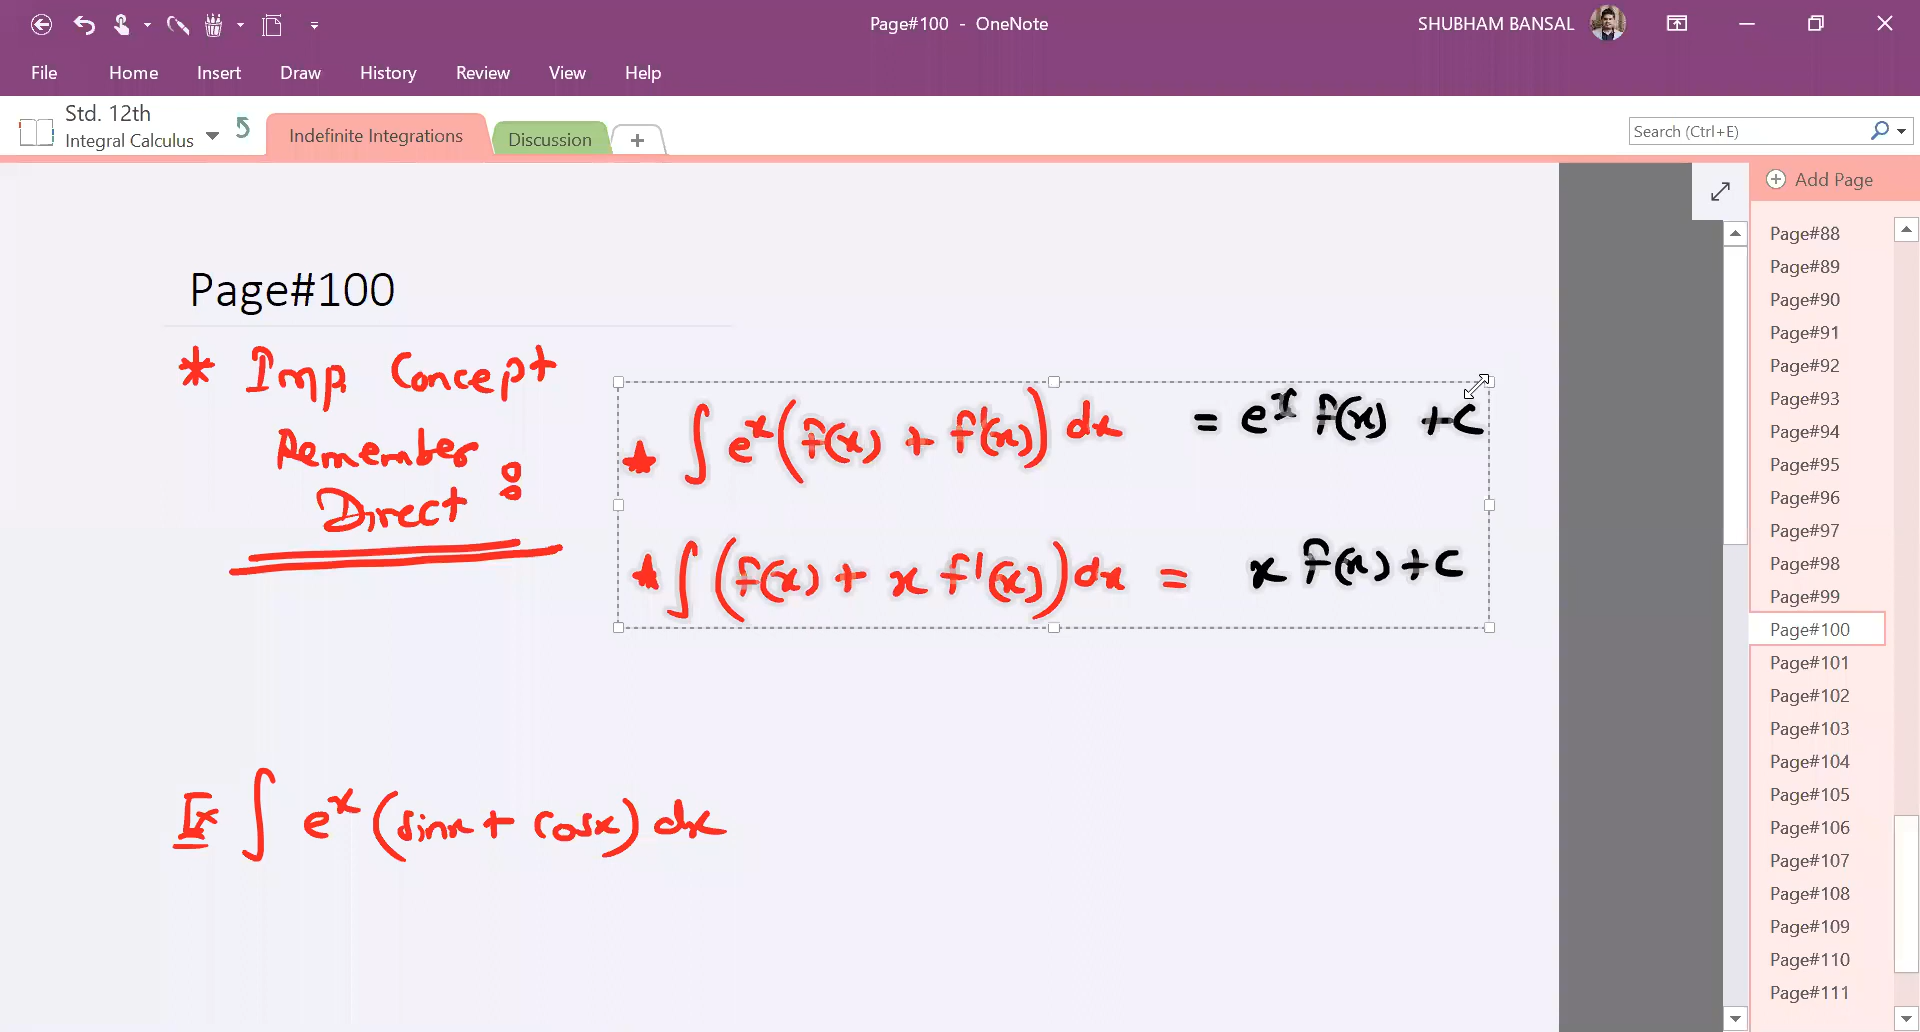 Page#100 - OneNote
SHUBHAM BANSAL
File Home Insert Draw History Review View Help
Std. 12th
Integral Calculus
Indefinite Integrations
Discussion
+
Search (Ctrl+E)
Add Page
Page#100
* Imp. Concept
Remember
Direct :
★ ∫ eˣ (f(x) + f'(x)) dx = eˣ f(x) + C
★ ∫ (f(x) + x f'(x)) dx = x f(x) + C
Ex ∫ eˣ (sinx + cosx) dx
Page#88
Page#89
Page#90
Page#91
Page#92
Page#93
Page#94
Page#95
Page#96
Page#97
Page#98
Page#99
Page#100
Page#101
Page#102
Page#103
Page#104
Page#105
Page#106
Page#107
Page#108
Page#109
Page#110
Page#111